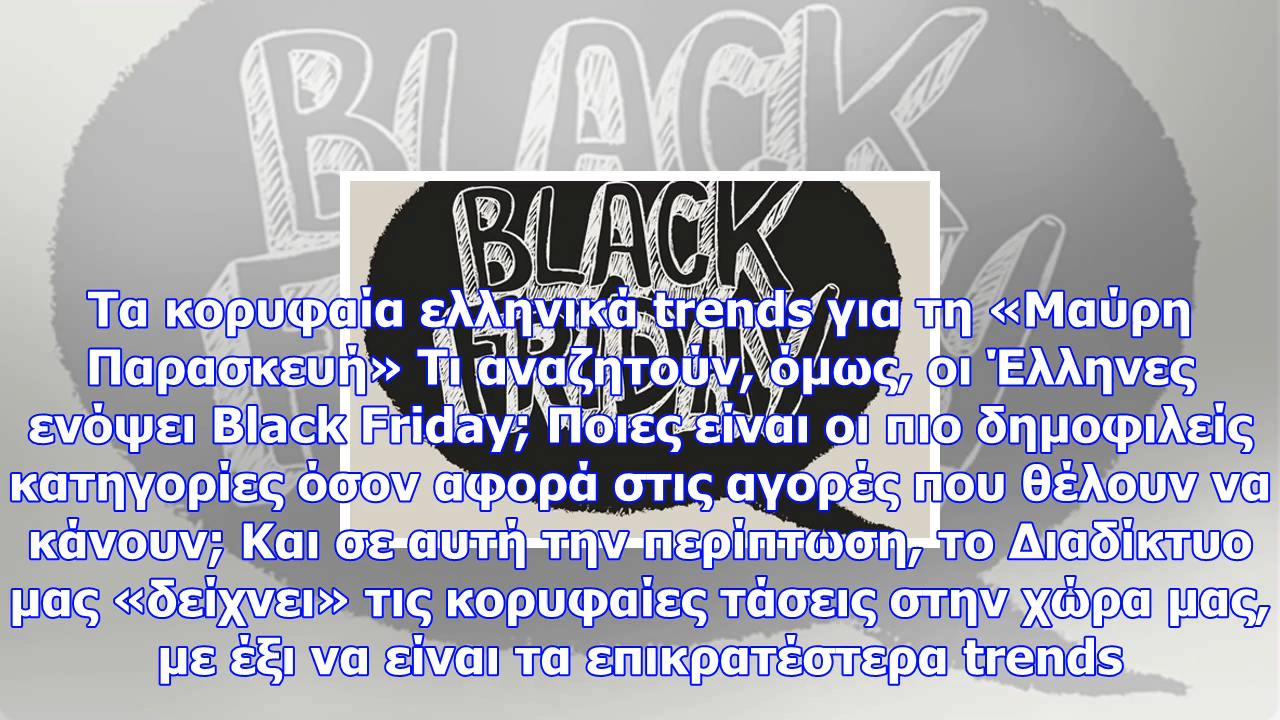 BLACK
FRIDAY
BLACK
FRIDAY
Τα κορυφαία ελληνικά trends για τη «Μαύρη
Παρασκευή» Τι αναζητούν, όμως, οι Έλληνες
ενόψει Black Friday; Ποιες είναι οι πιο δημοφιλείς
κατηγορίες όσον αφορά στις αγορές που θέλουν να
κάνουν; Και σε αυτή την περίπτωση, το Διαδίκτυο
μας «δείχνει» τις κορυφαίες τάσεις στην χώρα μας,
με έξι να είναι τα επικρατέστερα trends